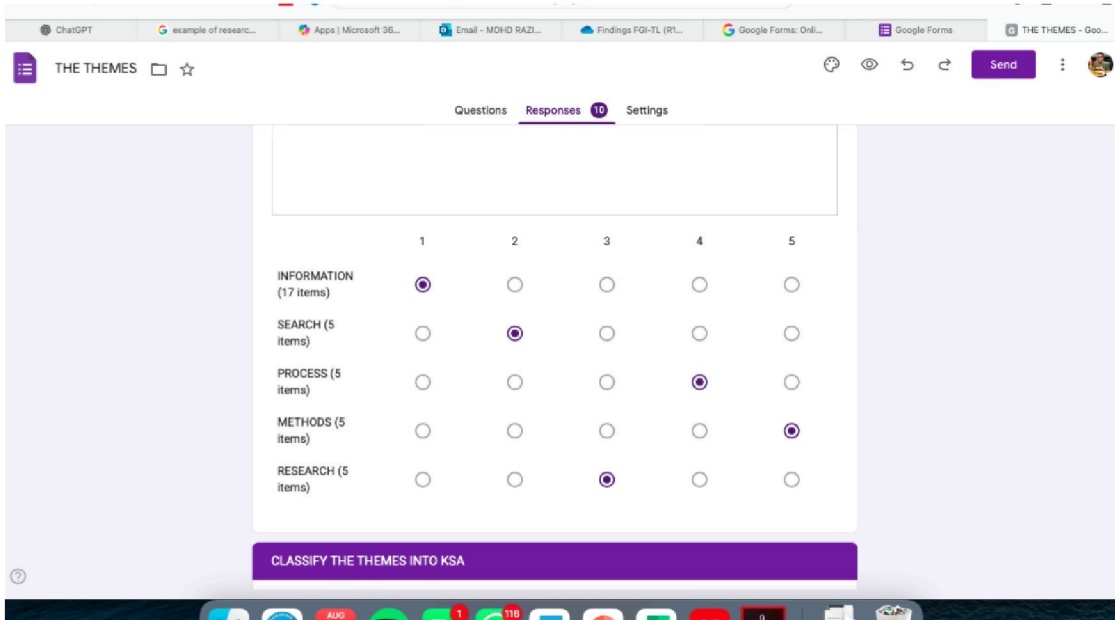 ChatGPT
example of researc...
Apps | Microsoft 36...
Email - MOHD RAZI...
Findings FGI-TL (R1...
Google Forms: Onli...
Google Forms
THE THEMES - Goo...
THE THEMES
Send
Questions
Responses 10
Settings
1 2 3 4 5
INFORMATION
(17 items)
SEARCH (5
items)
PROCESS (5
items)
METHODS (5
items)
RESEARCH (5
items)
CLASSIFY THE THEMES INTO KSA
AUG
1
116